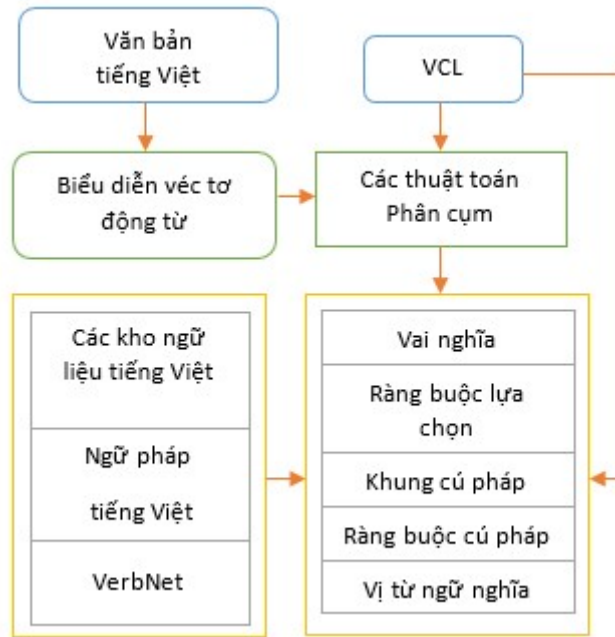 Văn bản
tiếng Việt
VCL
Biểu diễn véc tơ
động từ
Các thuật toán
Phân cụm
Các kho ngữ
liệu tiếng Việt
Ngữ pháp
tiếng Việt
VerbNet
Vai nghĩa
Ràng buộc lựa
chọn
Khung cú pháp
Ràng buộc cú pháp
Vị từ ngữ nghĩa